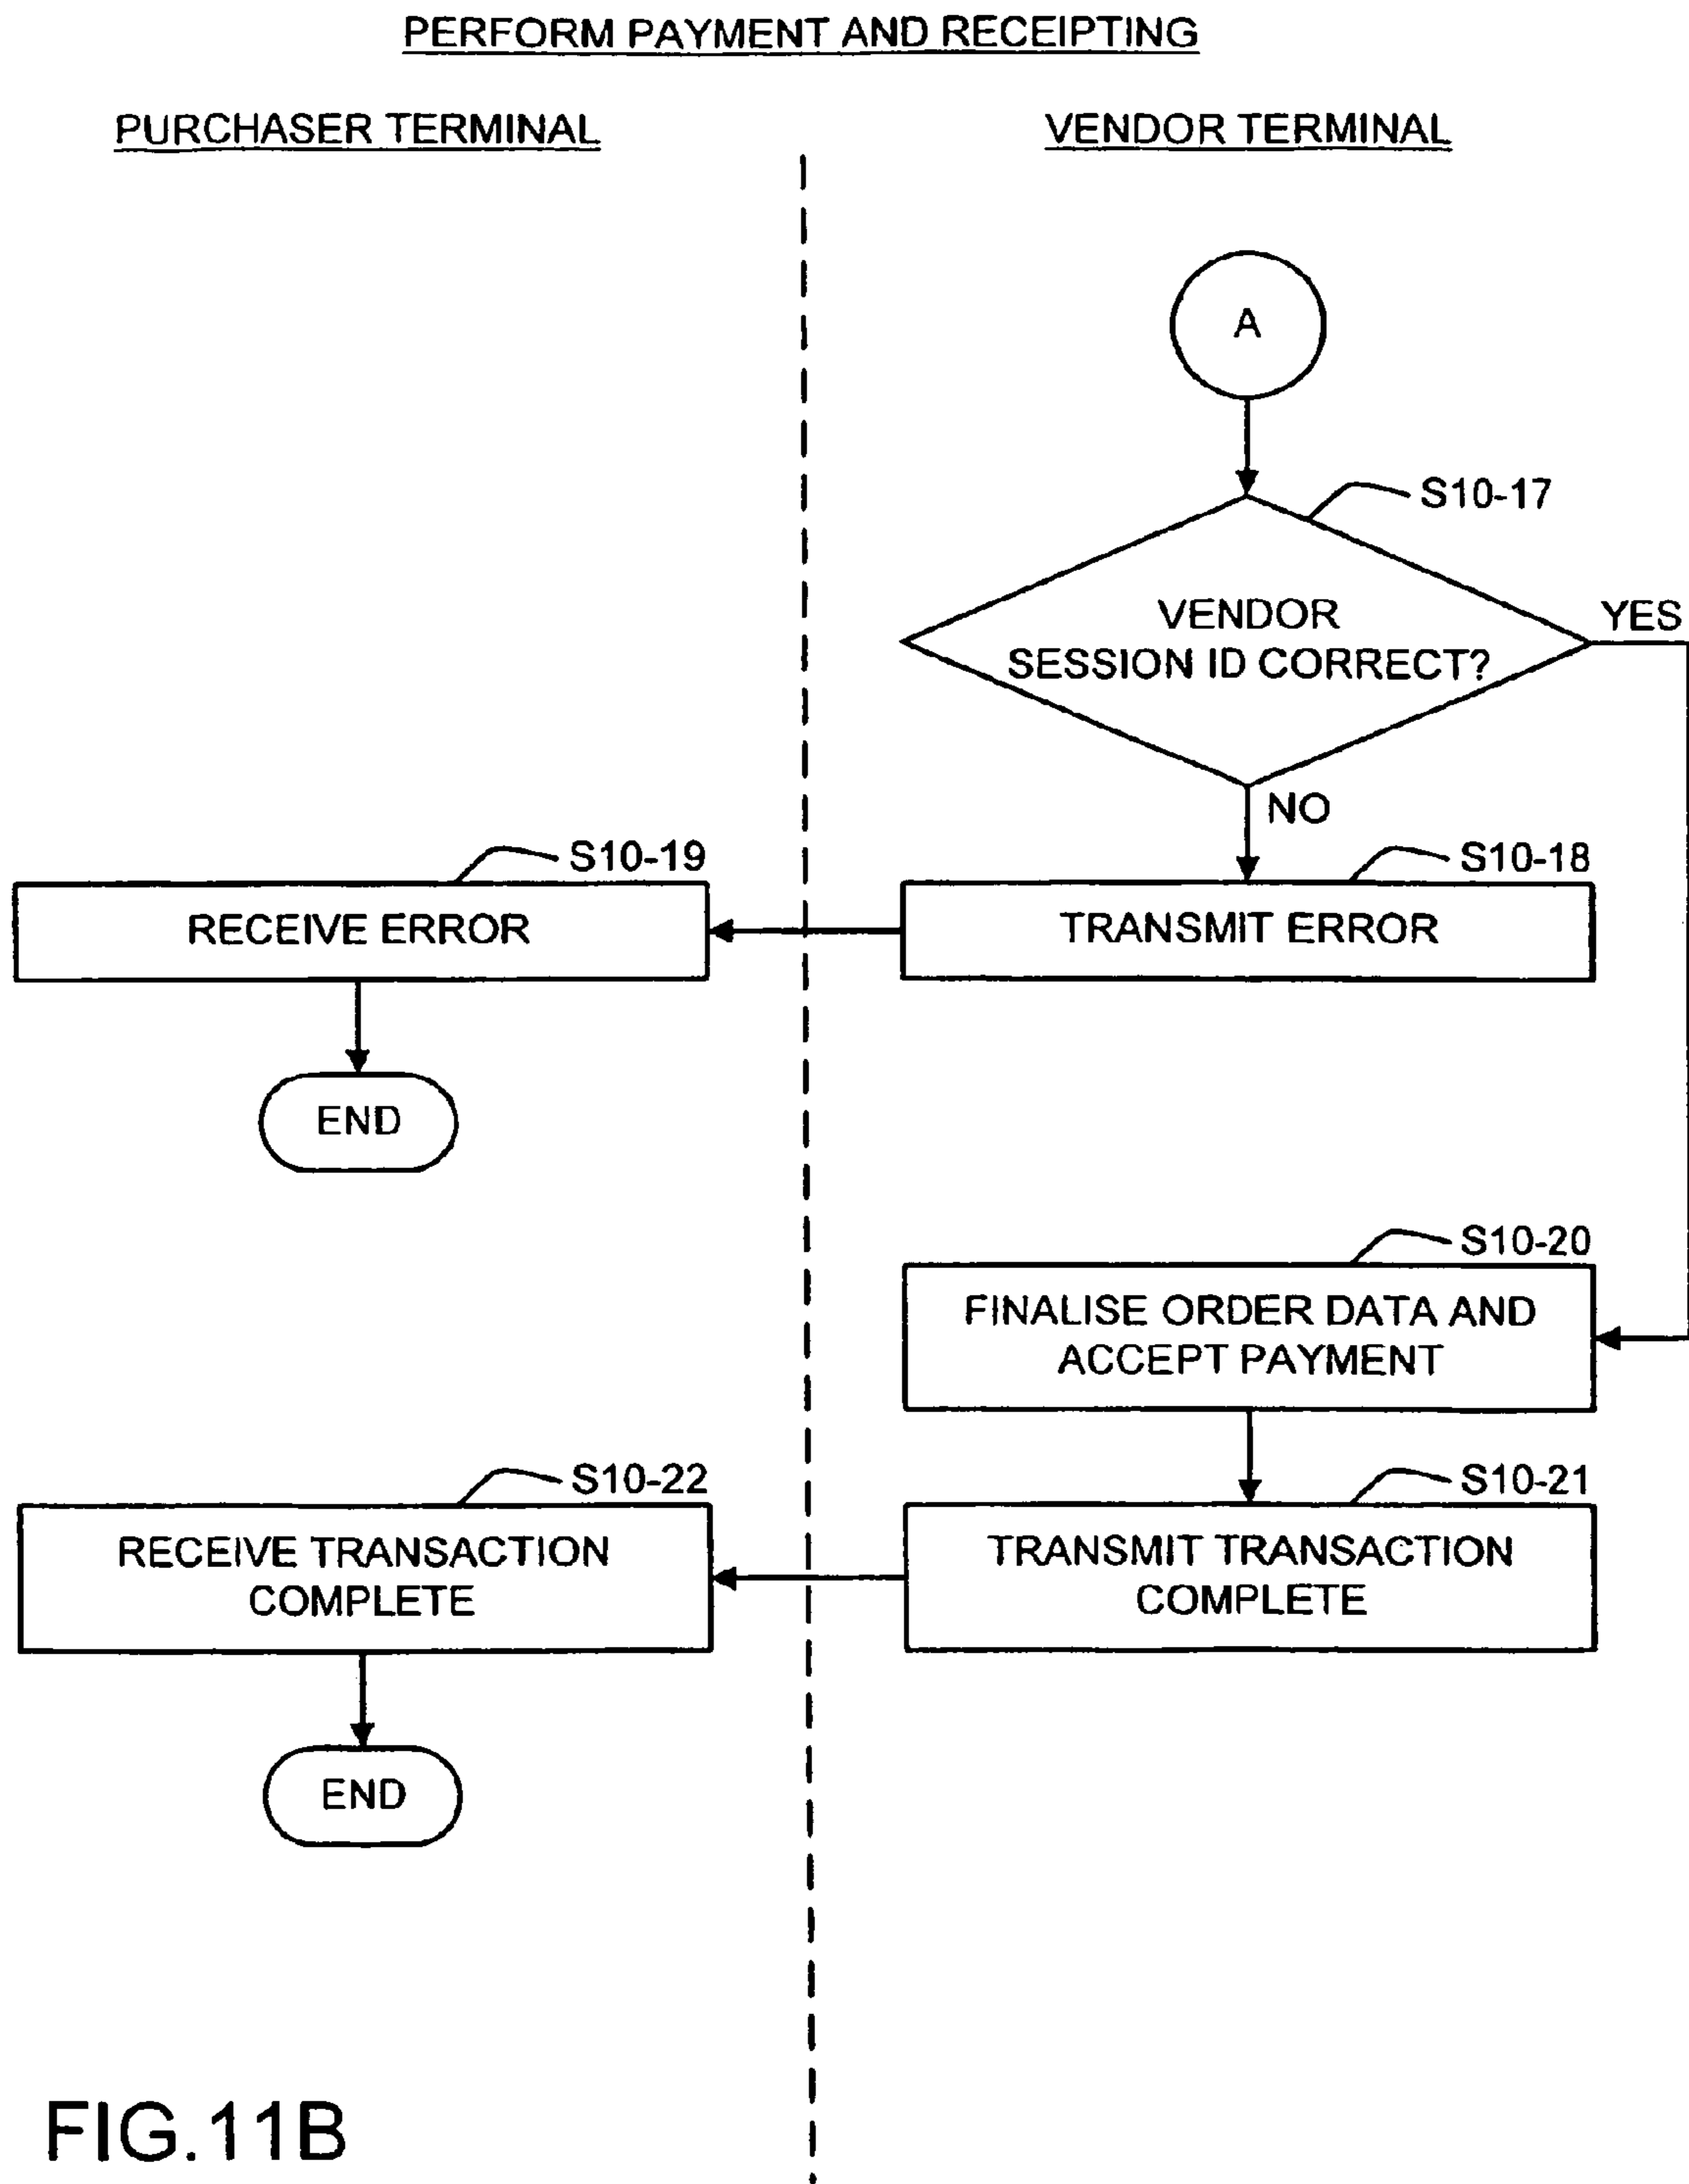 PERFORM PAYMENT AND RECEIPTING
PURCHASER TERMINAL
VENDOR TERMINAL
A
S10-17
VENDOR
SESSION ID CORRECT?
YES
NO
S10-19
S10-18
RECEIVE ERROR
TRANSMIT ERROR
END
S10-20
FINALISE ORDER DATA AND
ACCEPT PAYMENT
S10-22
S10-21
RECEIVE TRANSACTION
COMPLETE
TRANSMIT TRANSACTION
COMPLETE
END
FIG.11B